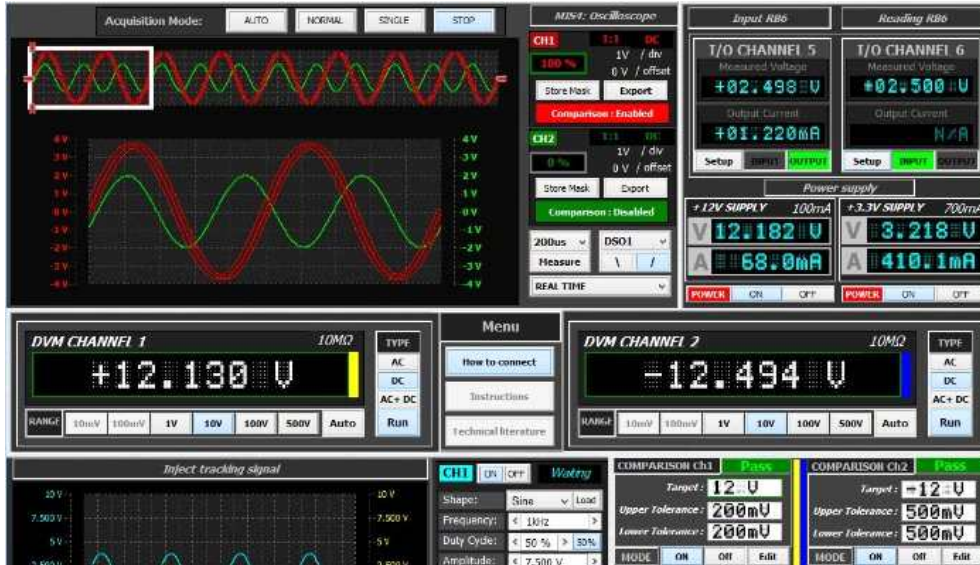 Acquisition Mode:
AUTO
NORMAL
SINGLE
STOP
MIS4: Oscilloscope
CH1
1:1 DC
1V / div
100 %
0 V / offset
Store Mask
Export
Comparison : Enabled
CH2
1:1 DC
1V / div
0 %
0 V / offset
Store Mask
Export
Comparison : Disabled
200us
DSO1
Measure
\
/
REAL TIME
4 V
3 V
2 V
1 V
0 V
-1 V
-2 V
-3 V
-4 V
4 V
3 V
2 V
1 V
0 V
-1 V
-2 V
-3 V
-4 V
Input RB6
Reading RB6
I/O CHANNEL 5
Measured Voltage
+02.498 V
Output Current
+01.220mA
Setup
INPUT
OUTPUT
I/O CHANNEL 6
Measured Voltage
+02.500 V
Output Current
N/A
Setup
INPUT
OUTPUT
Power supply
+12V SUPPLY 100mA
V 12.182 V
A 68.0mA
POWER ON OFF
+3.3V SUPPLY 700mA
V 3.218 V
A 410.1mA
POWER ON OFF
DVM CHANNEL 1
10MΩ
+12.130 V
TYPE
AC
DC
AC+ DC
Run
RANGE 10mV 100mV 1V 10V 100V 500V Auto
Menu
How to connect
Instructions
Technical literature
DVM CHANNEL 2
10MΩ
-12.494 V
TYPE
AC
DC
AC+ DC
Run
RANGE 10mV 100mV 1V 10V 100V 500V Auto
Inject tracking signal
10 V
7.500 V
5 V
10 V
7.500 V
5 V
CH1 ON OFF Wating
Shape: Sine Load
Frequency: < 1kHz >
Duty Cycle: < 50 % > 50%
Amplitude: < 7.500 V >
COMPARISON Ch1 Pass
Target : 12 V
Upper Tolerance : 200mV
Lower Tolerance : 200mV
MODE ON Off Edit
COMPARISON Ch2 Pass
Target : -12 V
Upper Tolerance : 500mV
Lower Tolerance : 500mV
MODE ON Off Edit